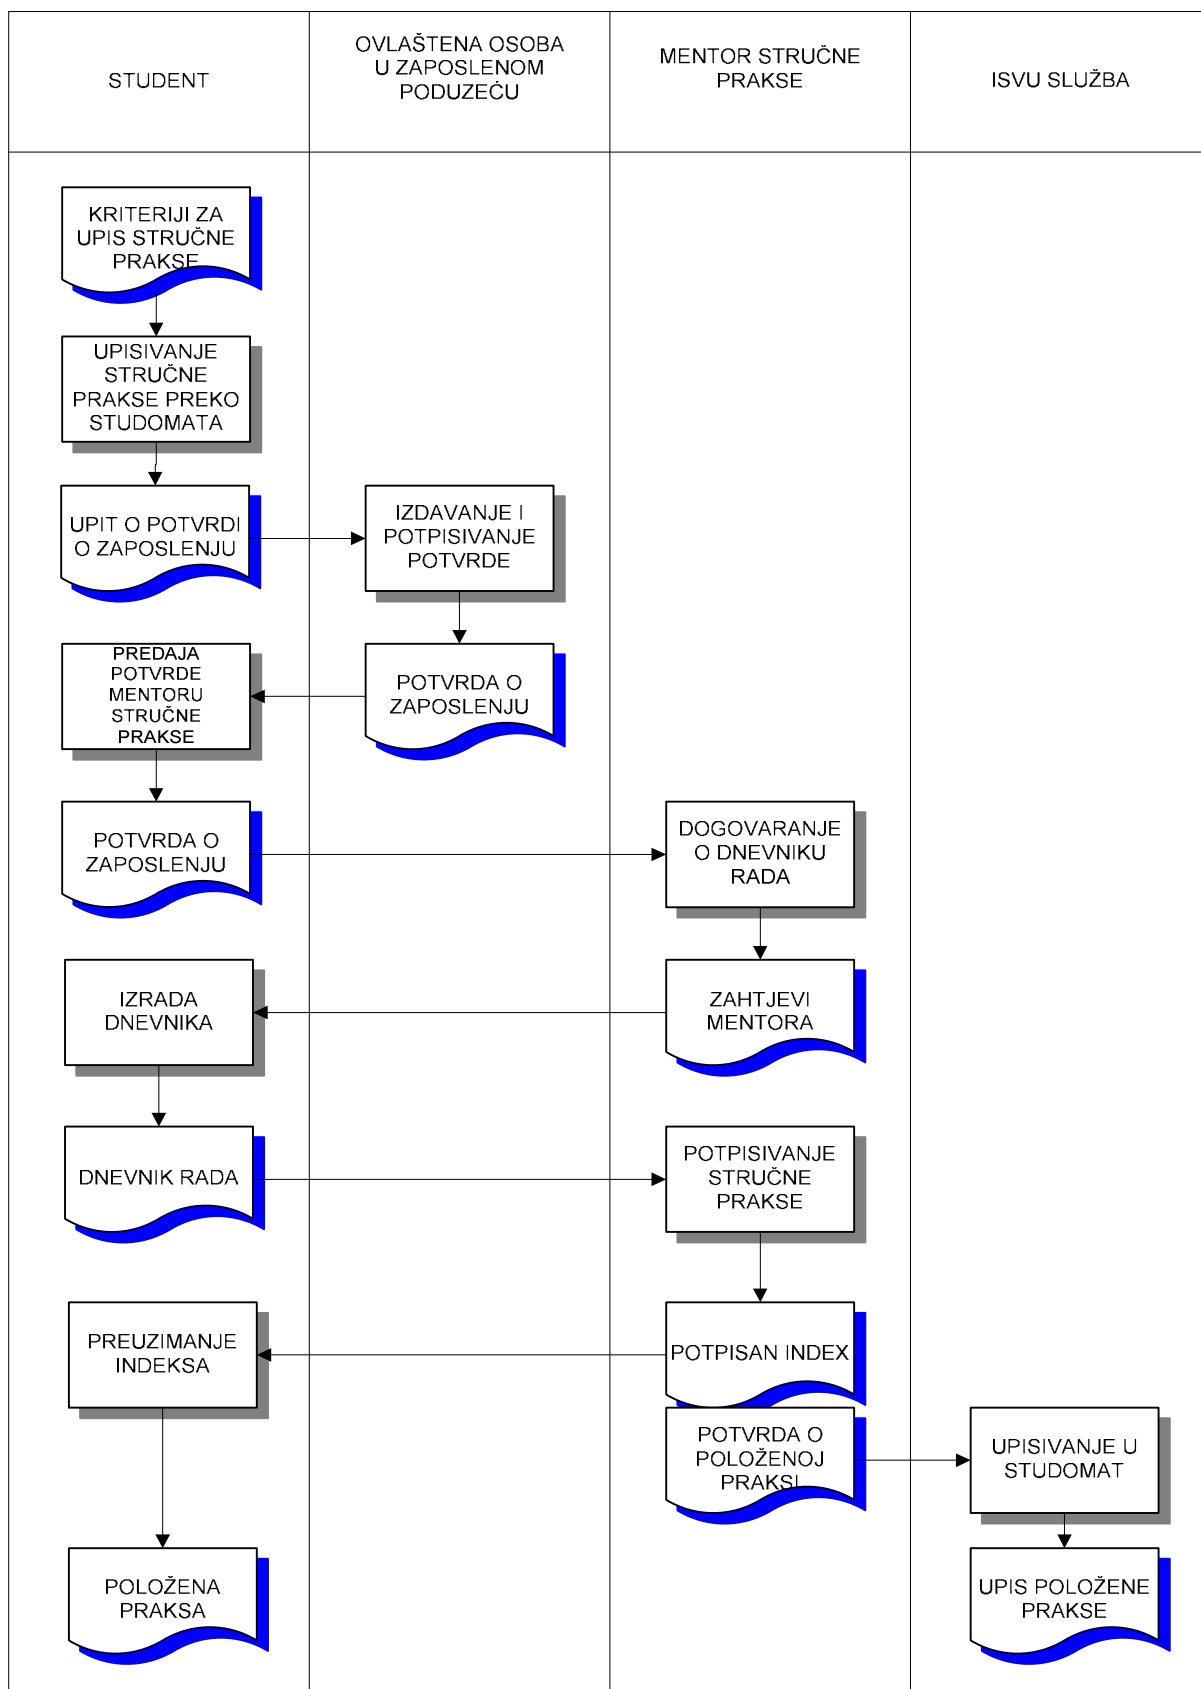 STUDENT
OVLAŠTENA OSOBA
U ZAPOSLENOM
PODUZEĆU
MENTOR STRUČNE
PRAKSE
ISVU SLUŽBA
KRITERIJI ZA
UPIS STRUČNE
PRAKSE
UPISIVANJE
STRUČNE
PRAKSE PREKO
STUDOMATA
UPIT O POTVRDI
O ZAPOSLENJU
IZDAVANJE I
POTPISIVANJE
POTVRDE
PREDAJA
POTVRDE
MENTORU
STRUČNE
PRAKSE
POTVRDA O
ZAPOSLENJU
POTVRDA O
ZAPOSLENJU
DOGOVARANJE
O DNEVNIKU
RADA
IZRADA
DNEVNIKA
ZAHTJEVI
MENTORA
DNEVNIK RADA
POTPISIVANJE
STRUČNE
PRAKSE
PREUZIMANJE
INDEKSA
POTPISAN INDEX
POTVRDA O
POLOŽENOJ
PRAKSI
UPISIVANJE U
STUDOMAT
POLOŽENA
PRAKSA
UPIS POLOŽENE
PRAKSE